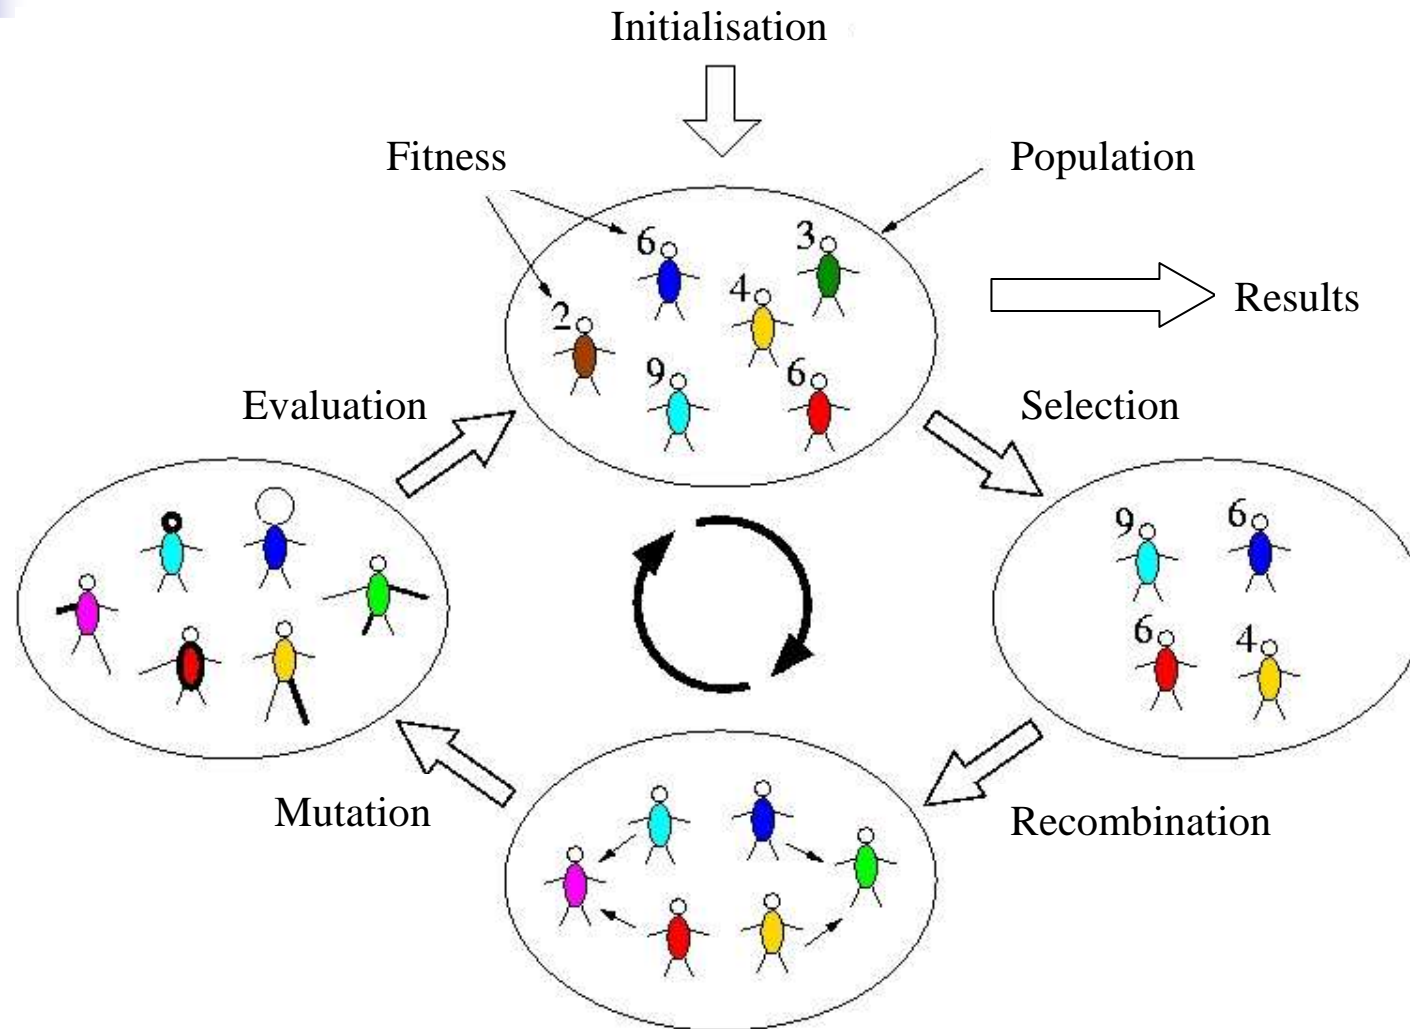 Initialisation
Fitness
Population
6
3
4
2
Results
9
6
Evaluation
Selection
9
6
6
4
Mutation
Recombination